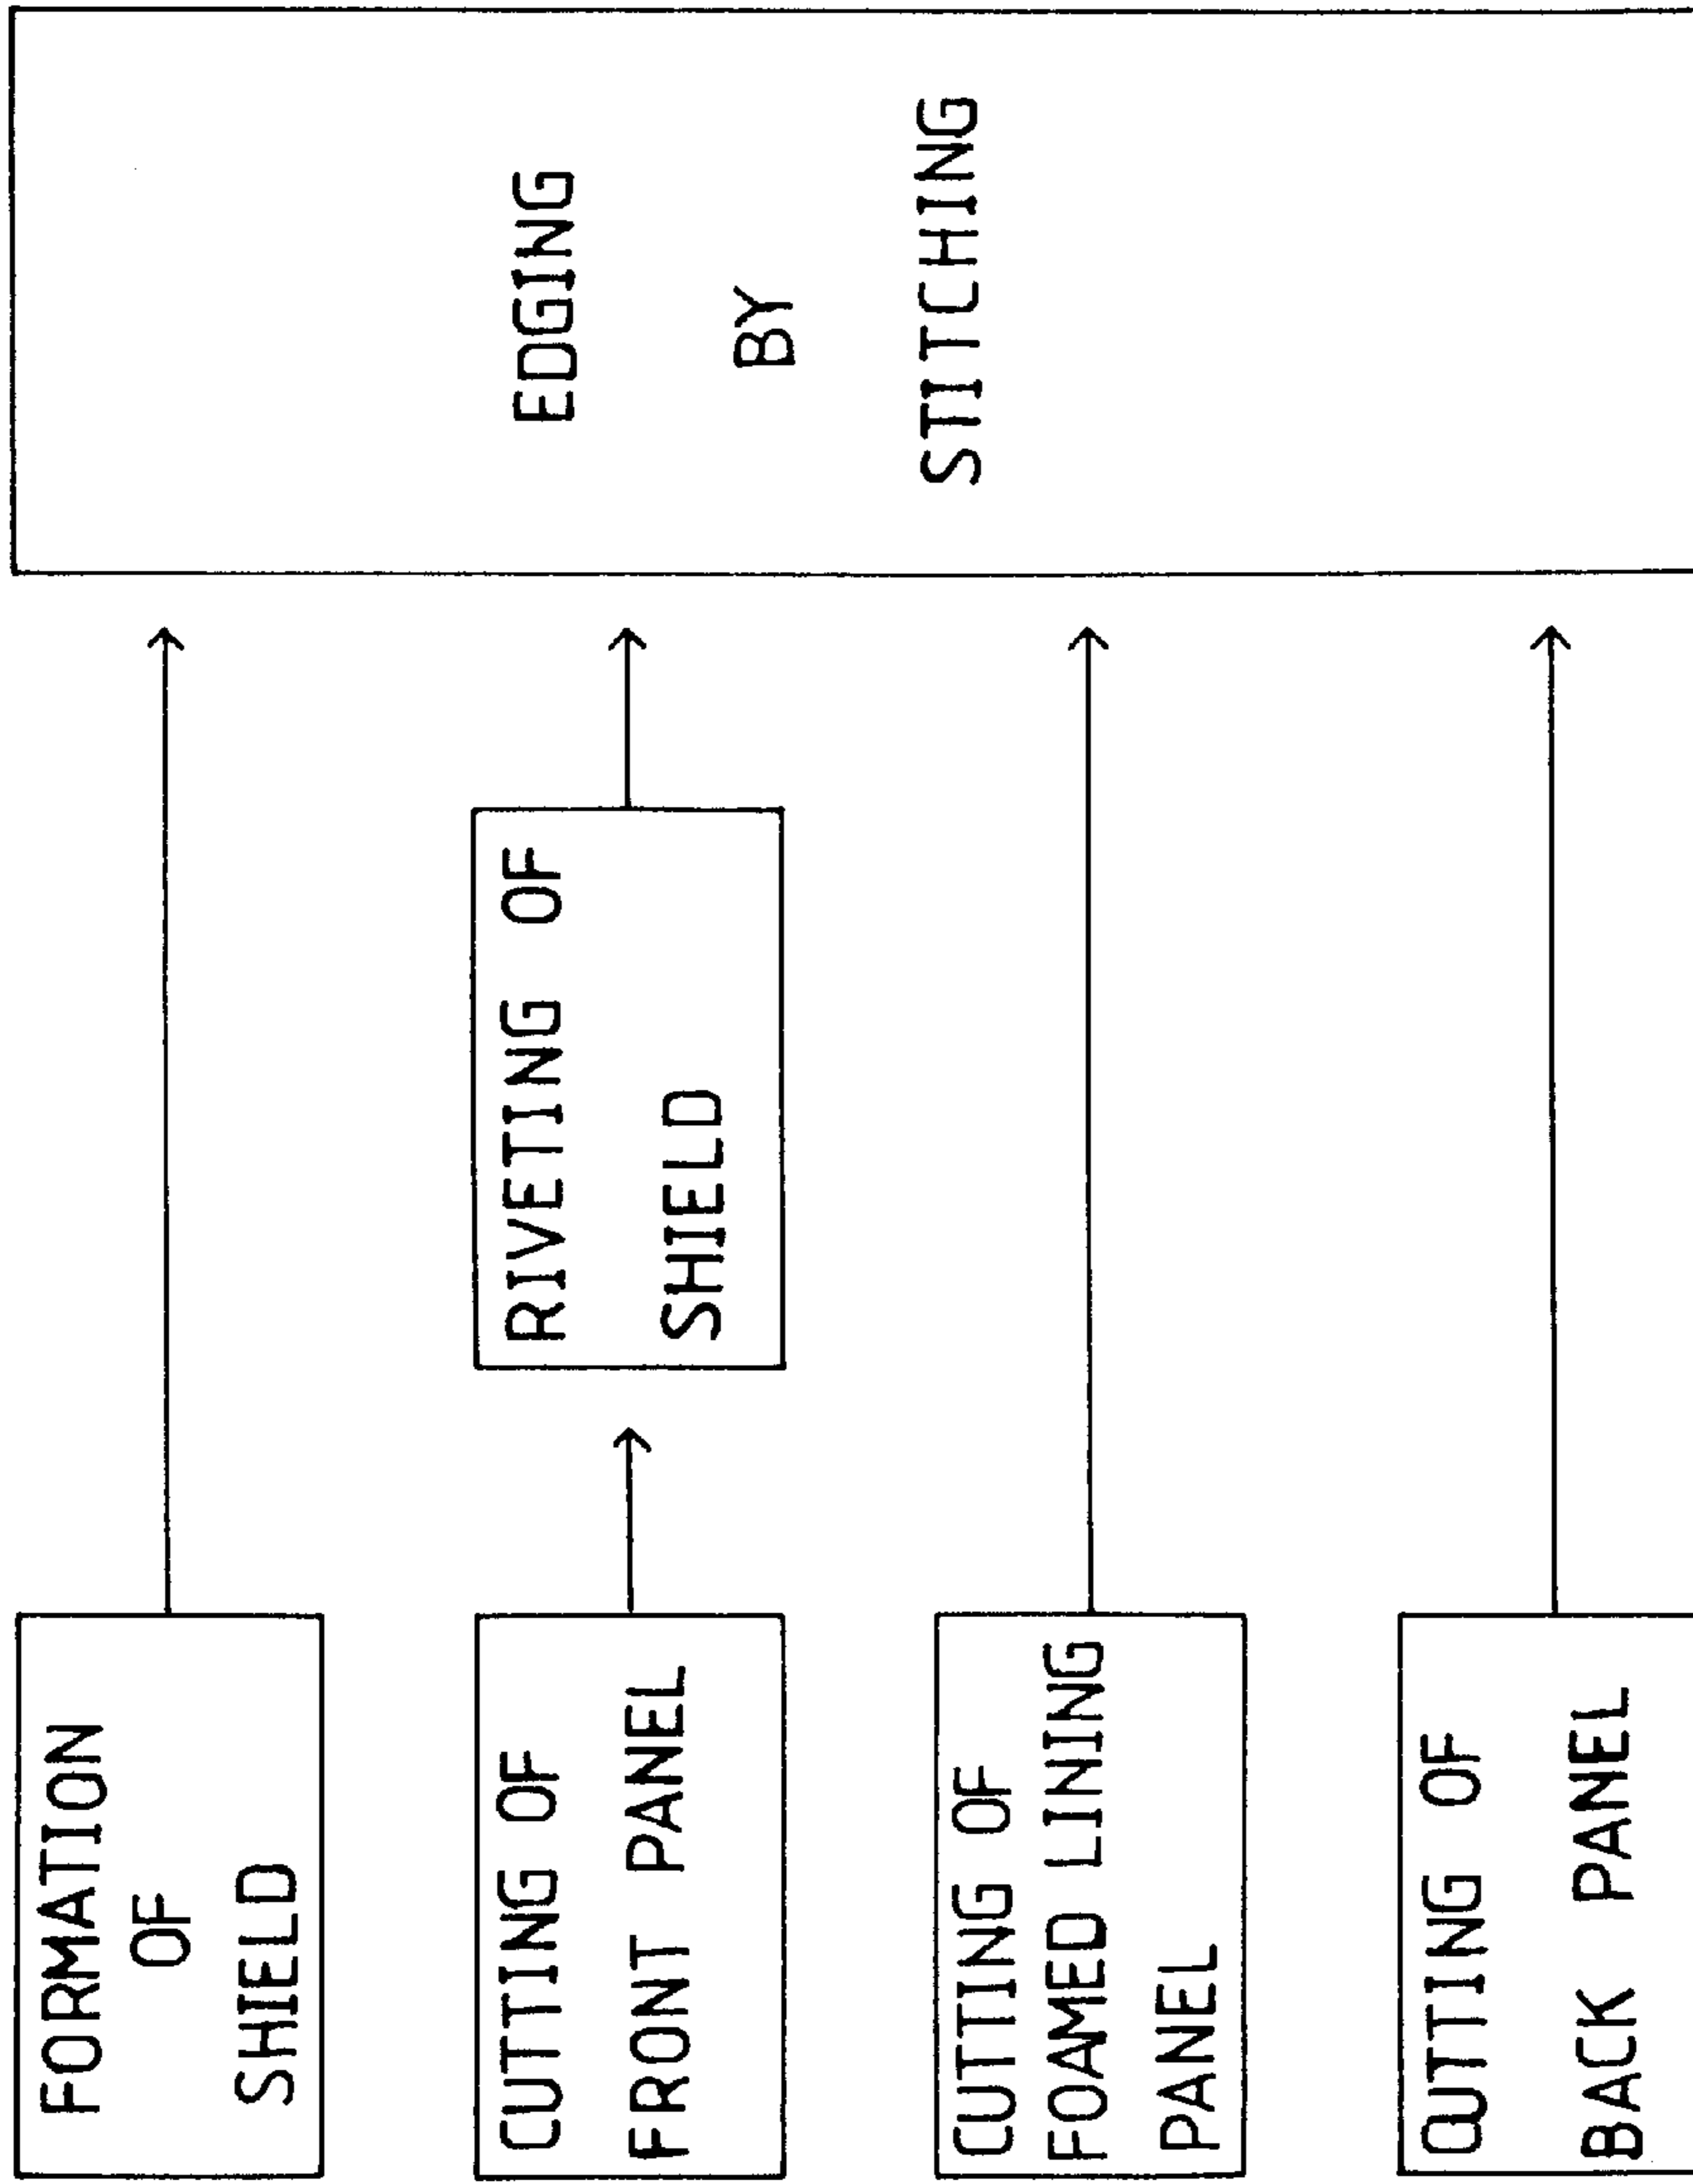 FORMATION
OF
SHIELD
CUTTING OF
FRONT PANEL
CUTTING OF
FOAMED LINING
PANEL
CUTTING OF
BACK PANEL
RIVETING OF
SHIELD
EDGING
BY
STITCHING